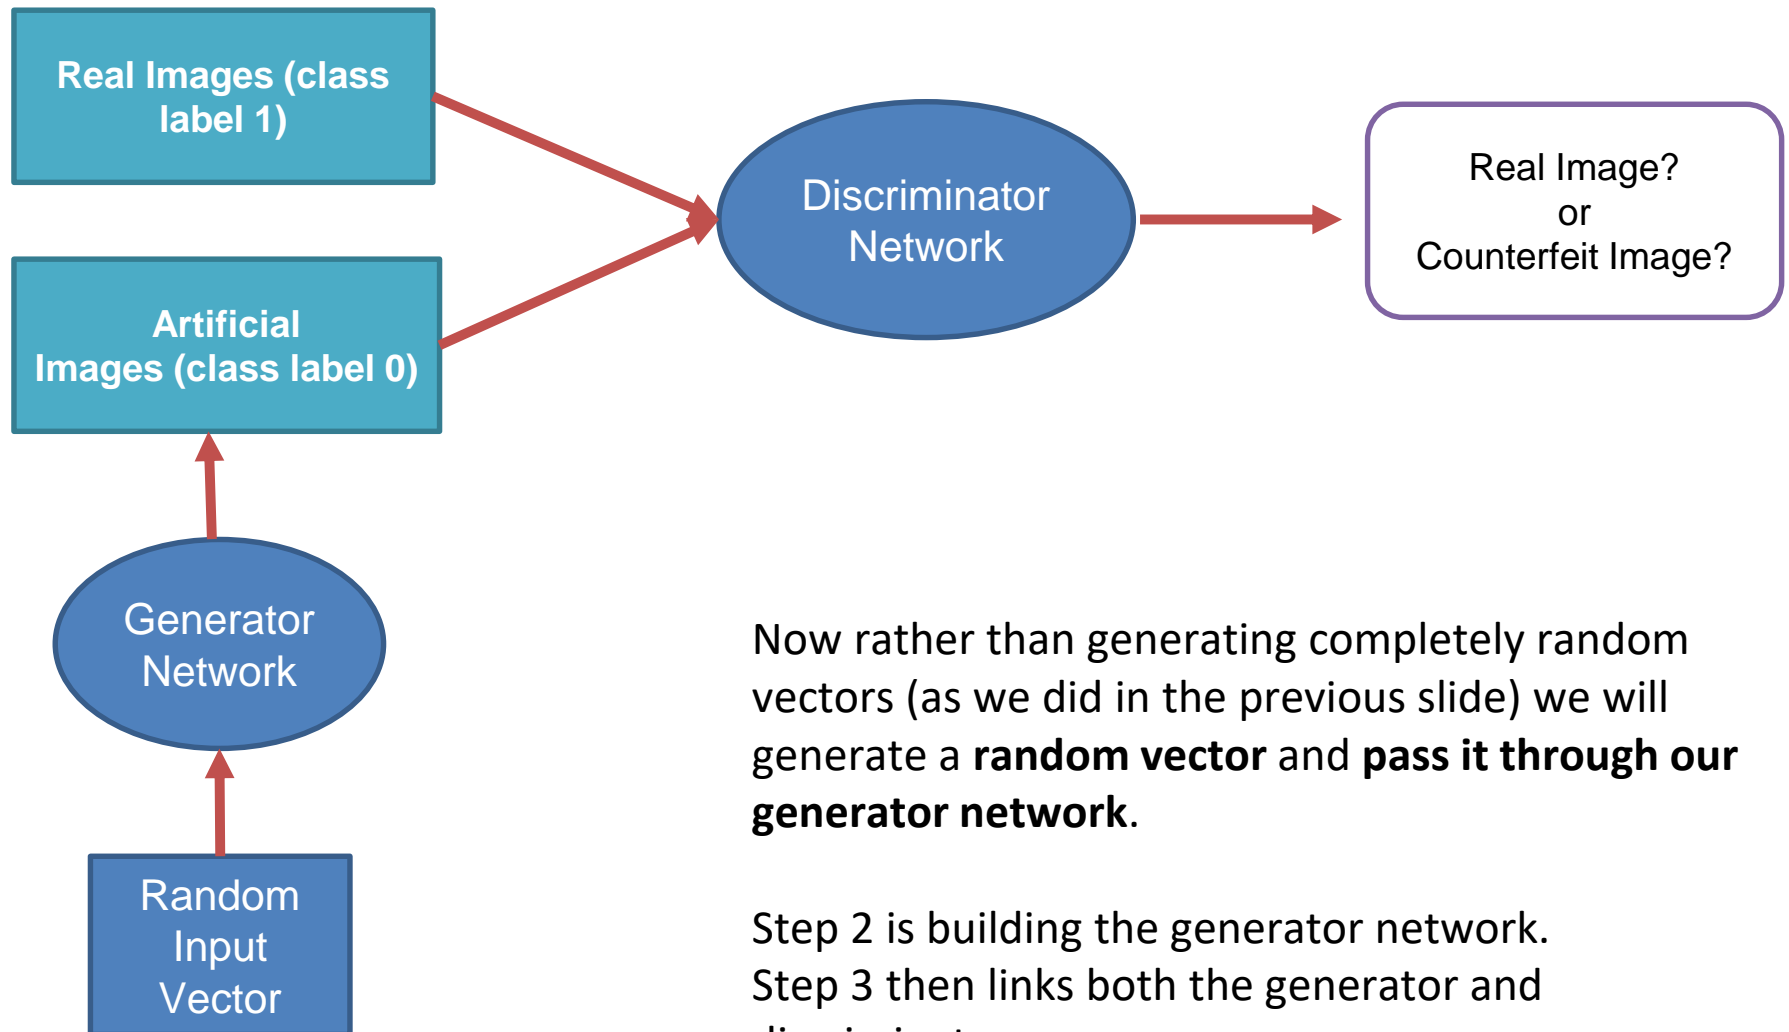 Real Images (class
label 1)
Discriminator
Network
Real Image?
or
Counterfeit Image?
Artificial
Images (class label 0)
Generator
Network
Now rather than generating completely random
vectors (as we did in the previous slide) we will
generate a random vector and pass it through our
generator network.
Random
Input
Vector
Step 2 is building the generator network.
Step 3 then links both the generator and